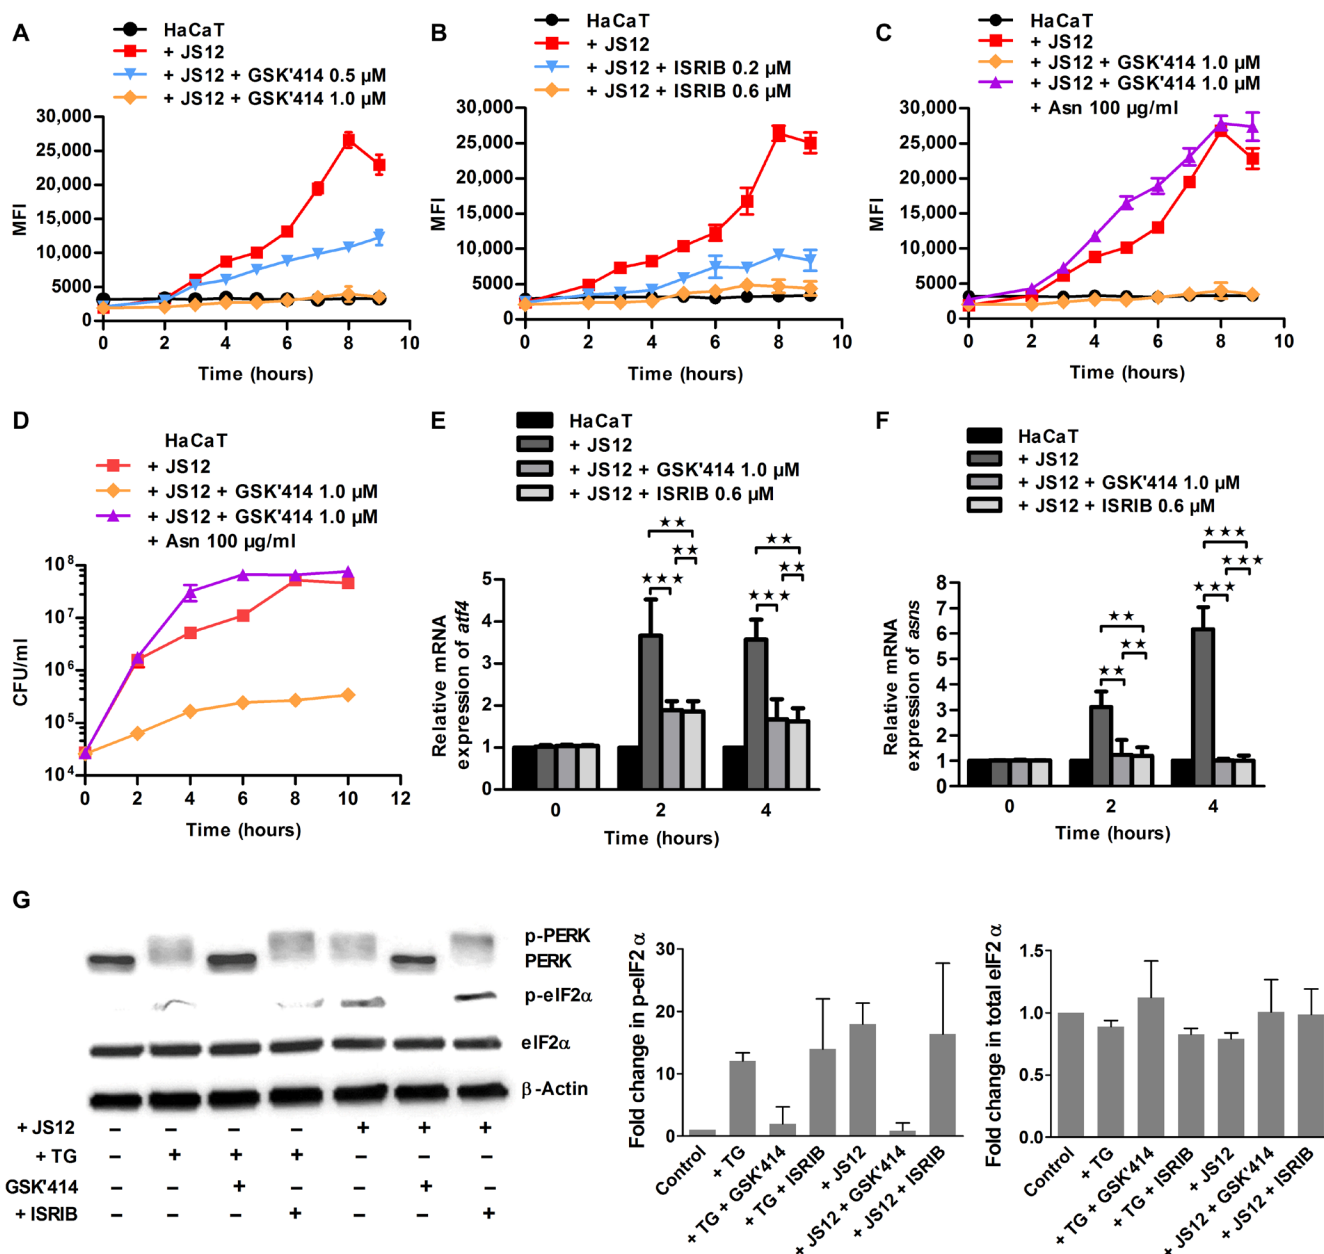 A
HaCaT
+ JS12
+ JS12 + GSK'414 0.5 µM
+ JS12 + GSK'414 1.0 µM
30,000
25,000
20,000
15,000
10,000
5000
0
MFI
0 2 4 6 8 10
Time (hours)
B
HaCaT
+ JS12
+ JS12 + ISRIB 0.2 µM
+ JS12 + ISRIB 0.6 µM
30,000
25,000
20,000
15,000
10,000
5000
0
MFI
0 2 4 6 8 10
Time (hours)
C
HaCaT
+ JS12
+ JS12 + GSK'414 1.0 µM
+ JS12 + GSK'414 1.0 µM
+ Asn 100 µg/ml
30,000
25,000
20,000
15,000
10,000
5000
0
MFI
0 2 4 6 8 10
Time (hours)
D
HaCaT
+ JS12
+ JS12 + GSK'414 1.0 µM
+ JS12 + GSK'414 1.0 µM
+ Asn 100 µg/ml
10^8
10^7
10^6
10^5
10^4
CFU/ml
0 2 4 6 8 10 12
Time (hours)
E
HaCaT
+ JS12
+ JS12 + GSK'414 1.0 µM
+ JS12 + ISRIB 0.6 µM
★★
★★
★★★
★★
★★
★★★
5
4
3
2
1
0
Relative mRNA
expression of atf4
0 2 4
Time (hours)
F
HaCaT
+ JS12
+ JS12 + GSK'414 1.0 µM
+ JS12 + ISRIB 0.6 µM
★★★
★★★
★★★
★★
★★
★★
8
7
6
5
4
3
2
1
0
Relative mRNA
expression of asns
0 2 4
Time (hours)
G
p-PERK
PERK
p-eIF2α
eIF2α
β-Actin
+ JS12 – – – – + + +
+ TG – + + + – – –
GSK'414 – – + – – + –
+ ISRIB – – – + – – +
Fold change in p-eIF2α
30
20
10
0
Control
+ TG
+ TG + GSK'414
+ TG + ISRIB
+ JS12
+ JS12 + GSK'414
+ JS12 + ISRIB
Fold change in total eIF2α
1.5
1.0
0.5
0.0
Control
+ TG
+ TG + GSK'414
+ TG + ISRIB
+ JS12
+ JS12 + GSK'414
+ JS12 + ISRIB